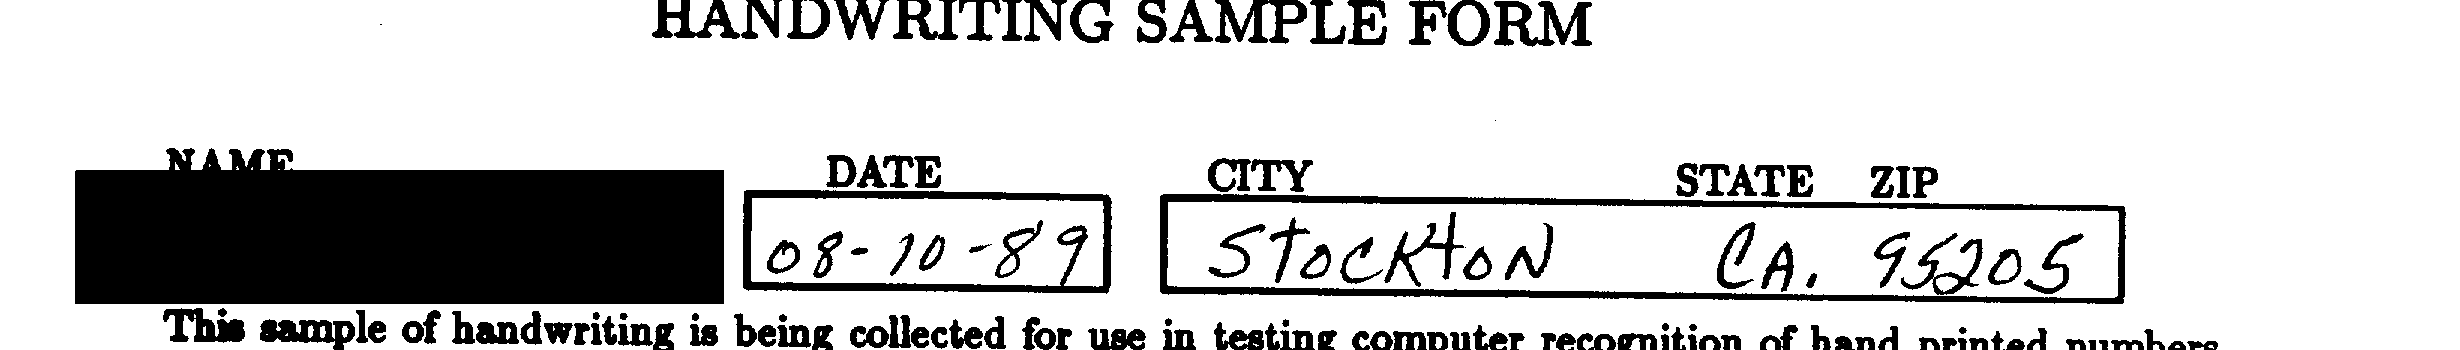 HANDWRITING SAMPLE FORM
NAME DATE CITY STATE ZIP
08-10-89 Stockton CA. 95205
This sample of handwriting is being collected for use in testing computer recognition of hand printed numbers